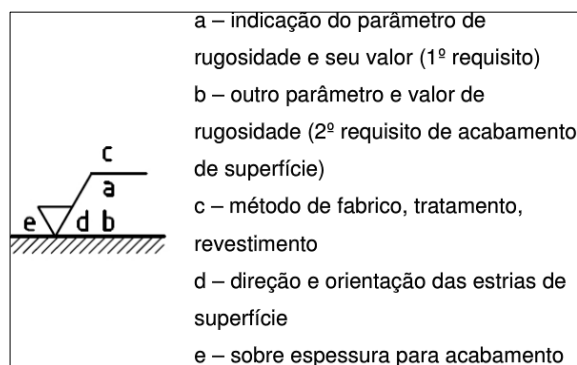 a – indicação do parâmetro de
rugosidade e seu valor (1º requisito)
b – outro parâmetro e valor de
rugosidade (2º requisito de acabamento
de superfície)
c – método de fabrico, tratamento,
revestimento
d – direção e orientação das estrias de
superfície
e – sobre espessura para acabamento
c
a
e d b